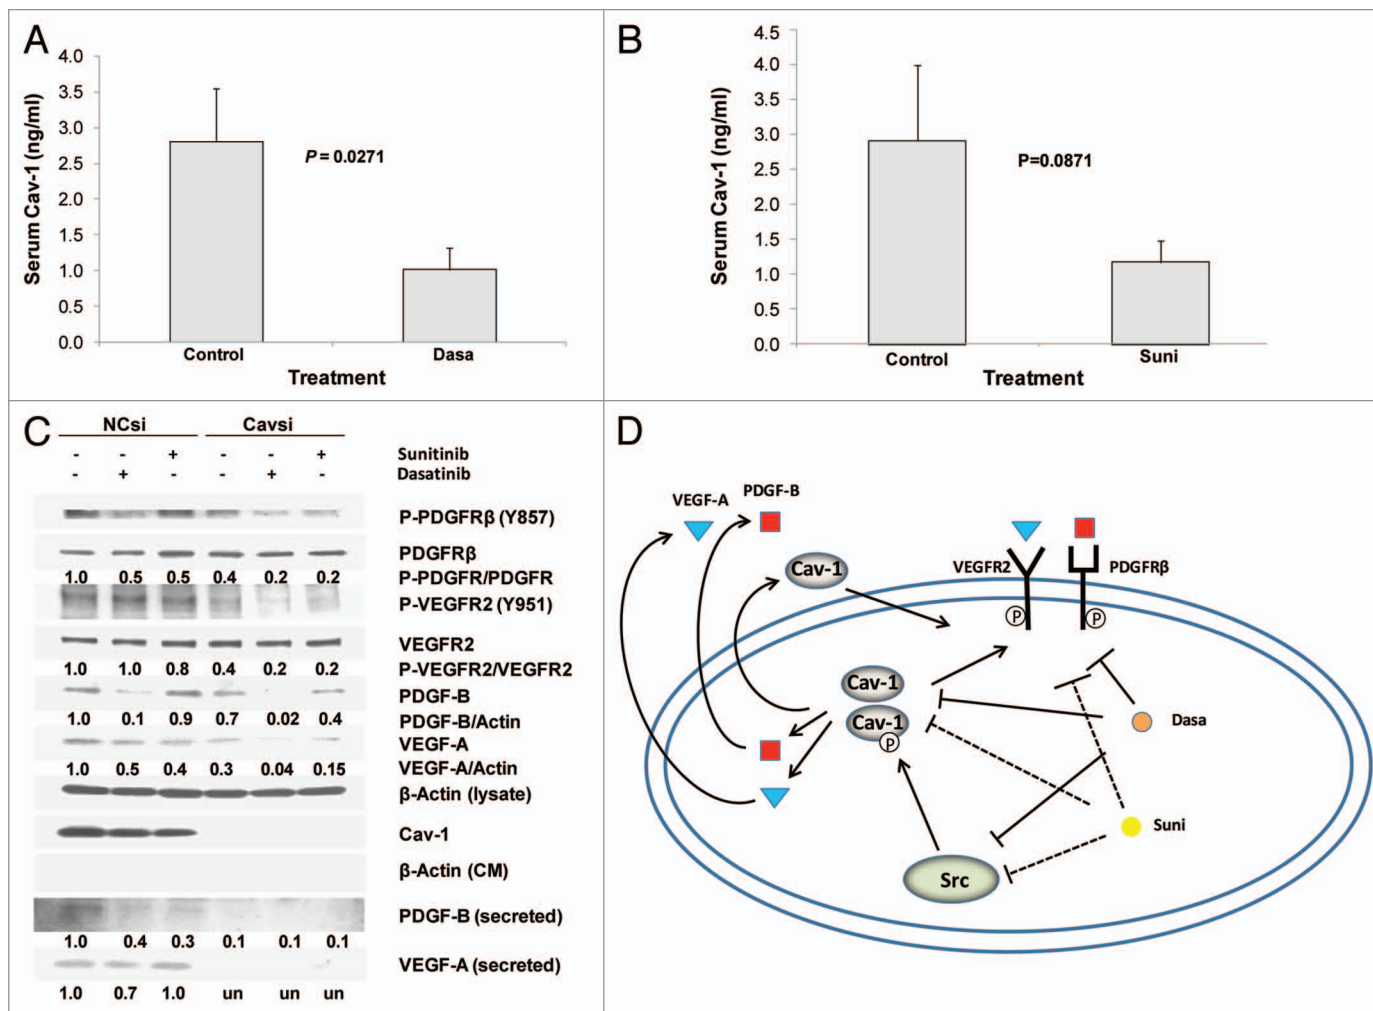 A
Serum Cav-1 (ng/ml)
4.0
3.5
3.0
2.5
2.0
1.5
1.0
0.5
0.0
P = 0.0271
Control Dasa
Treatment
B
Serum Cav-1 (ng/ml)
4.5
4.0
3.5
3.0
2.5
2.0
1.5
1.0
0.5
0.0
P=0.0871
Control Suni
Treatment
C
NCsi Cavsi
- - + - - + Sunitinib
- + - - + - Dasatinib
P-PDGFRβ (Y857)
PDGFRβ
1.0 0.5 0.5 0.4 0.2 0.2 P-PDGFR/PDGFR
P-VEGFR2 (Y951)
VEGFR2
1.0 1.0 0.8 0.4 0.2 0.2 P-VEGFR2/VEGFR2
PDGF-B
1.0 0.1 0.9 0.7 0.02 0.4 PDGF-B/Actin
VEGF-A
1.0 0.5 0.4 0.3 0.04 0.15 VEGF-A/Actin
β-Actin (lysate)
Cav-1
β-Actin (CM)
PDGF-B (secreted)
1.0 0.4 0.3 0.1 0.1 0.1
VEGF-A (secreted)
1.0 0.7 1.0 un un un
D
VEGF-A PDGF-B
Cav-1
VEGFR2 PDGFRβ
P P
Cav-1
Cav-1
P
Dasa
Suni
Src